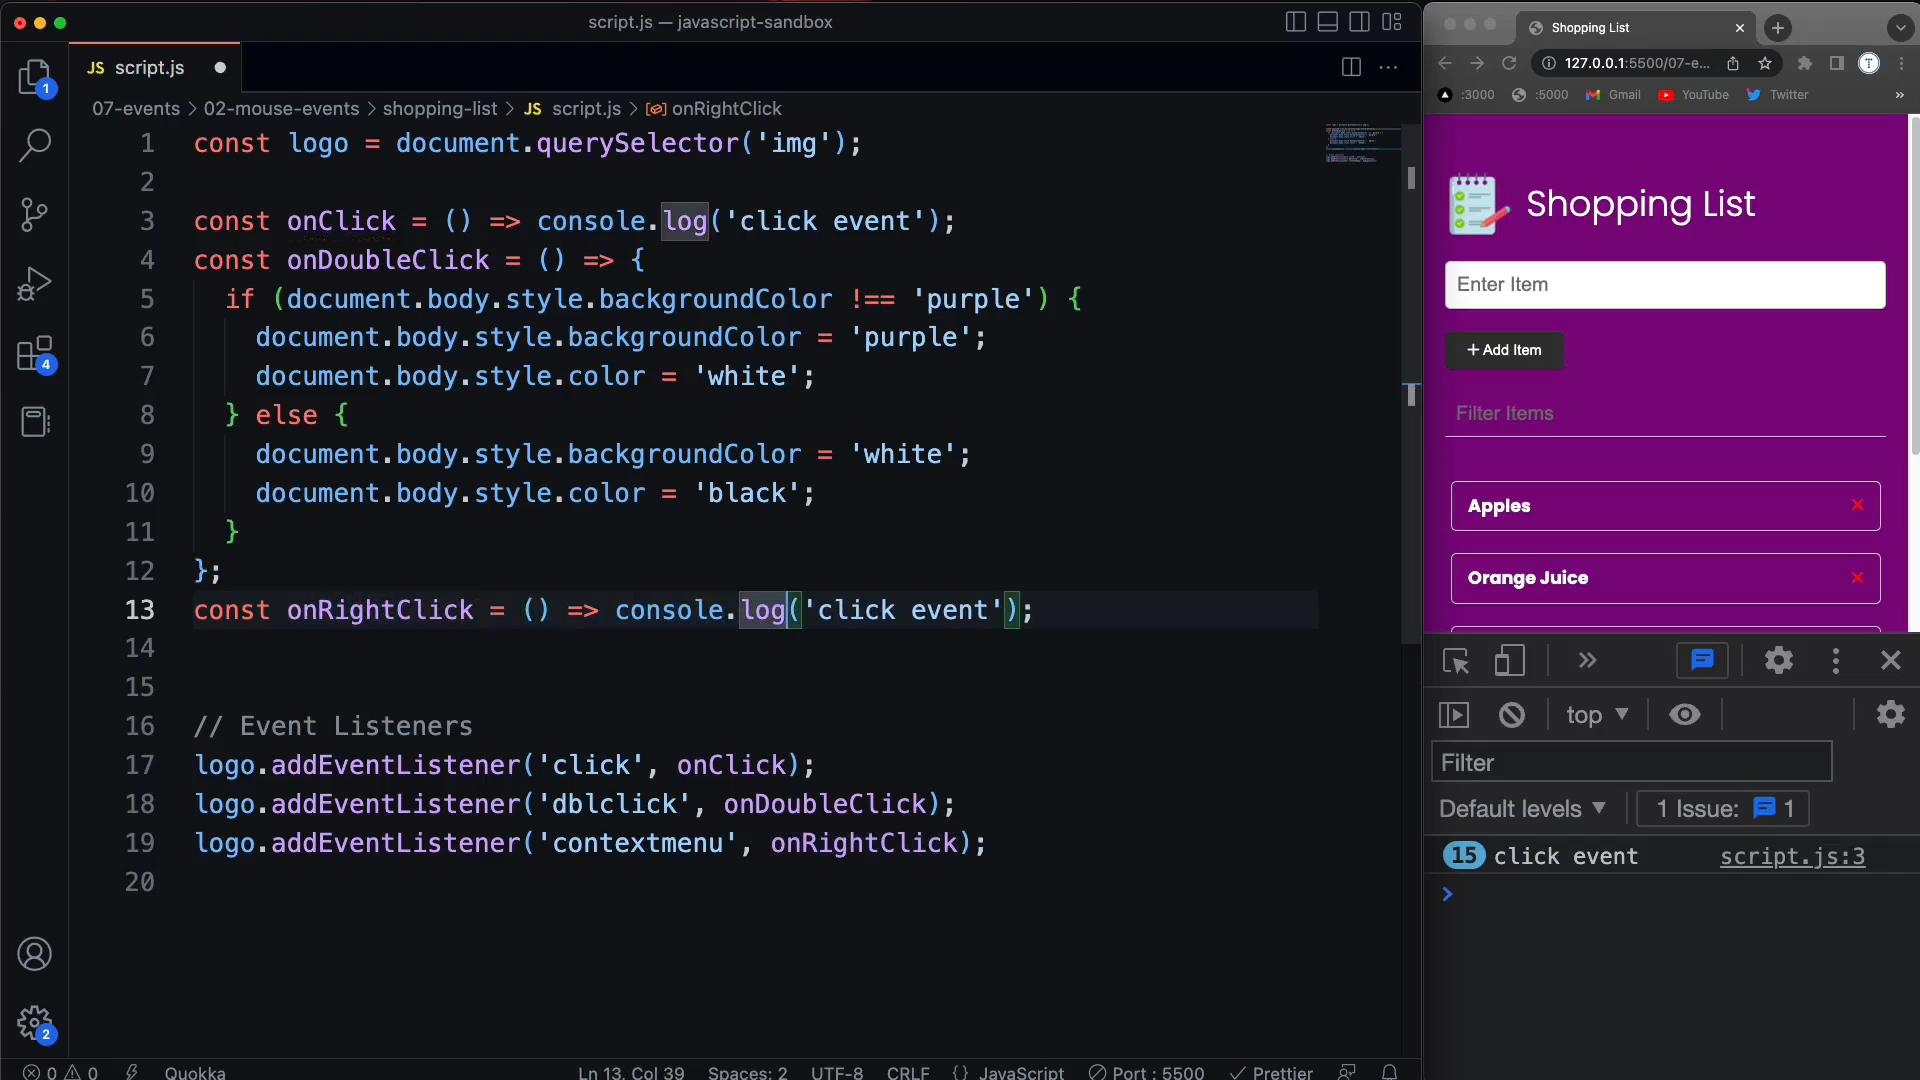 script.js — javascript-sandbox
JS script.js
07-events > 02-mouse-events > shopping-list > JS script.js > onRightClick
1 const logo = document.querySelector('img');
2
3 const onClick = () => console.log('click event');
4 const onDoubleClick = () => {
5 if (document.body.style.backgroundColor !== 'purple') {
6 document.body.style.backgroundColor = 'purple';
7 document.body.style.color = 'white';
8 } else {
9 document.body.style.backgroundColor = 'white';
10 document.body.style.color = 'black';
11 }
12 };
13 const onRightClick = () => console.log('click event');
14
15
16 // Event Listeners
17 logo.addEventListener('click', onClick);
18 logo.addEventListener('dblclick', onDoubleClick);
19 logo.addEventListener('contextmenu', onRightClick);
20
1
4
2
0 0 Quokka Ln 13, Col 39 Spaces: 2 UTF-8 CRLF {} JavaScript Port : 5500 Prettier
Shopping List
127.0.0.1:5500/07-e...
T
:3000 :5000 Gmail YouTube Twitter »
Shopping List
Enter Item
+ Add Item
Filter Items
Apples
Orange Juice
top
Filter
Default levels 1 Issue: 1
15 click event script.js:3